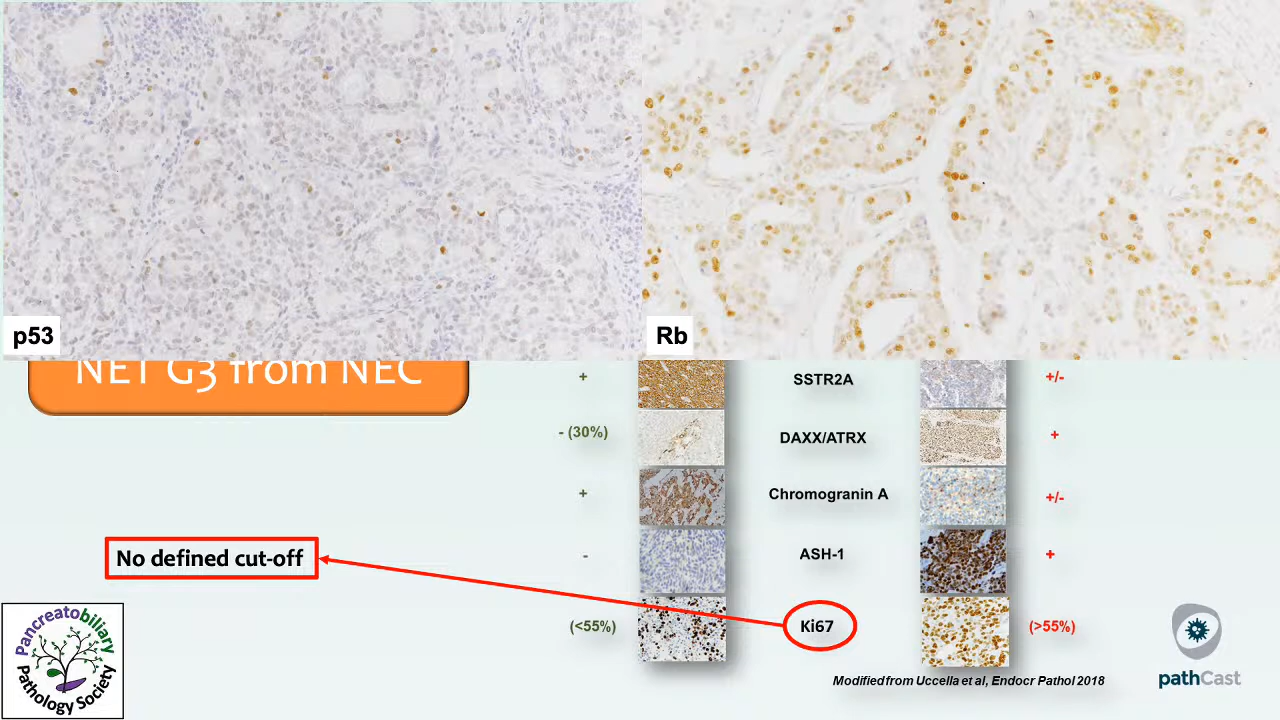 p53
Rb
NET G3 from NEC
+ SSTR2A +/-
- (30%) DAXX/ATRX +
+ Chromogranin A +/-
- ASH-1 +
No defined cut-off
(<55%) Ki67 (>55%)
Modified from Uccella et al, Endocr Pathol 2018
Pancreatobiliary
Pathology Society
pathCast